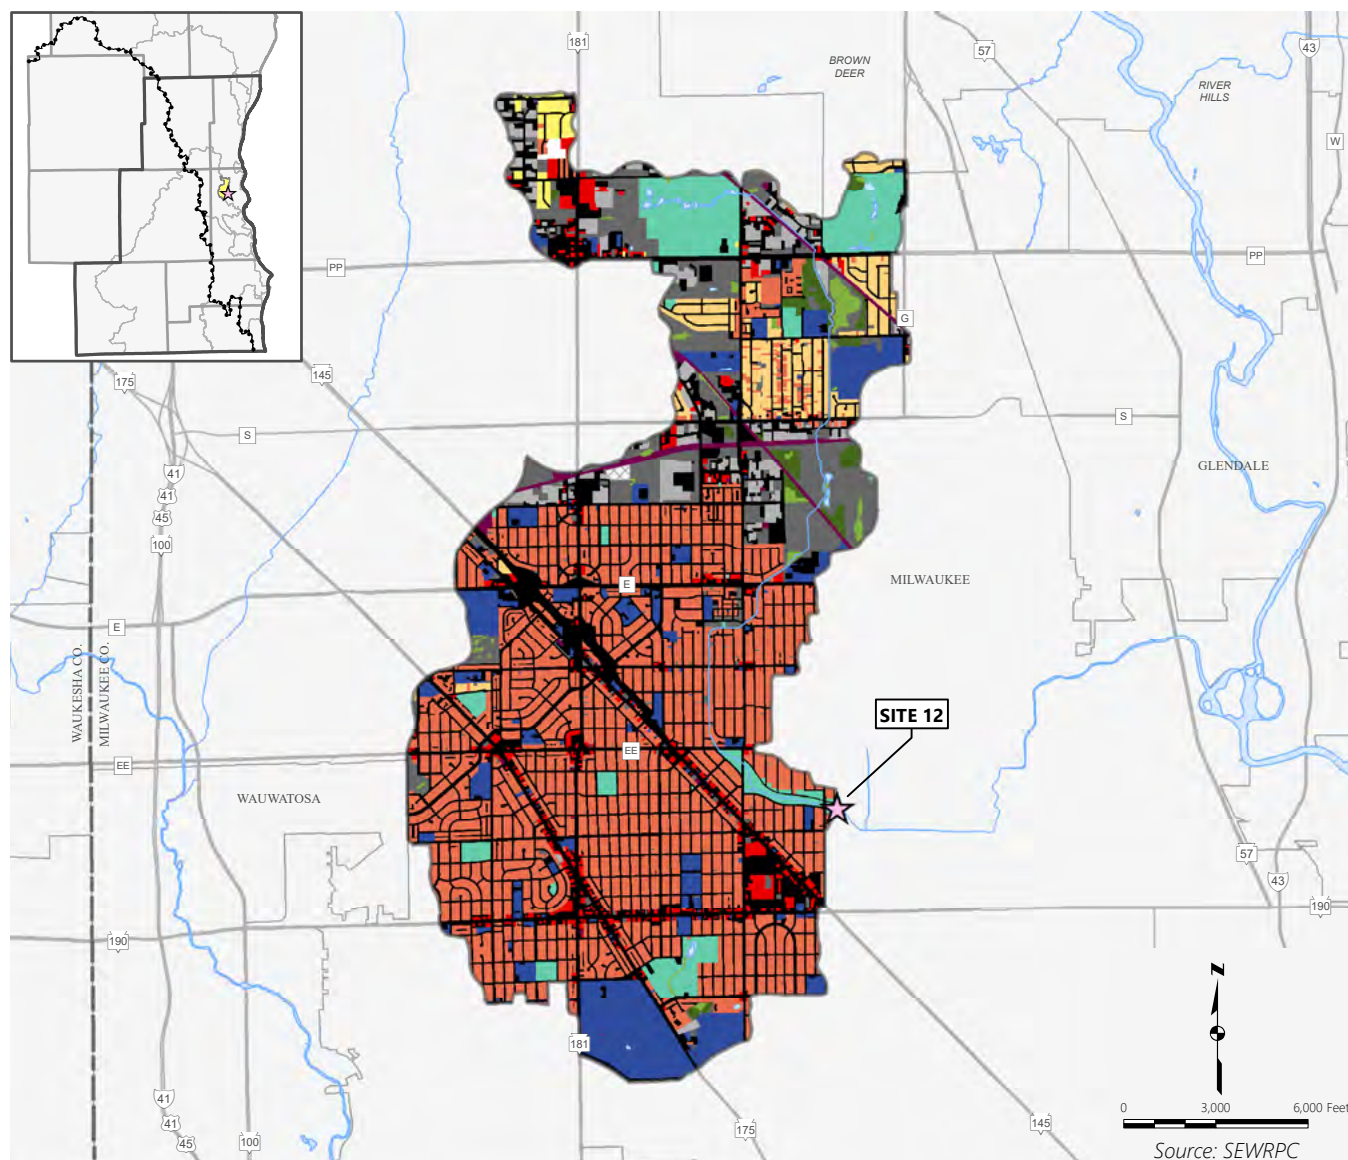 181
57
43
BROWN
DEER
RIVER
HILLS
W
PP
PP
G
175
145
S
S
41
41
45
100
GLENDALE
MILWAUKEE
E
E
WAUKESHA CO.
MILWAUKEE CO.
SITE 12
EE
EE
WAUWATOSA
57
43
190
190
N
181
0 3,000 6,000 Feet
41
41
45
100
175
145
Source: SEWRPC